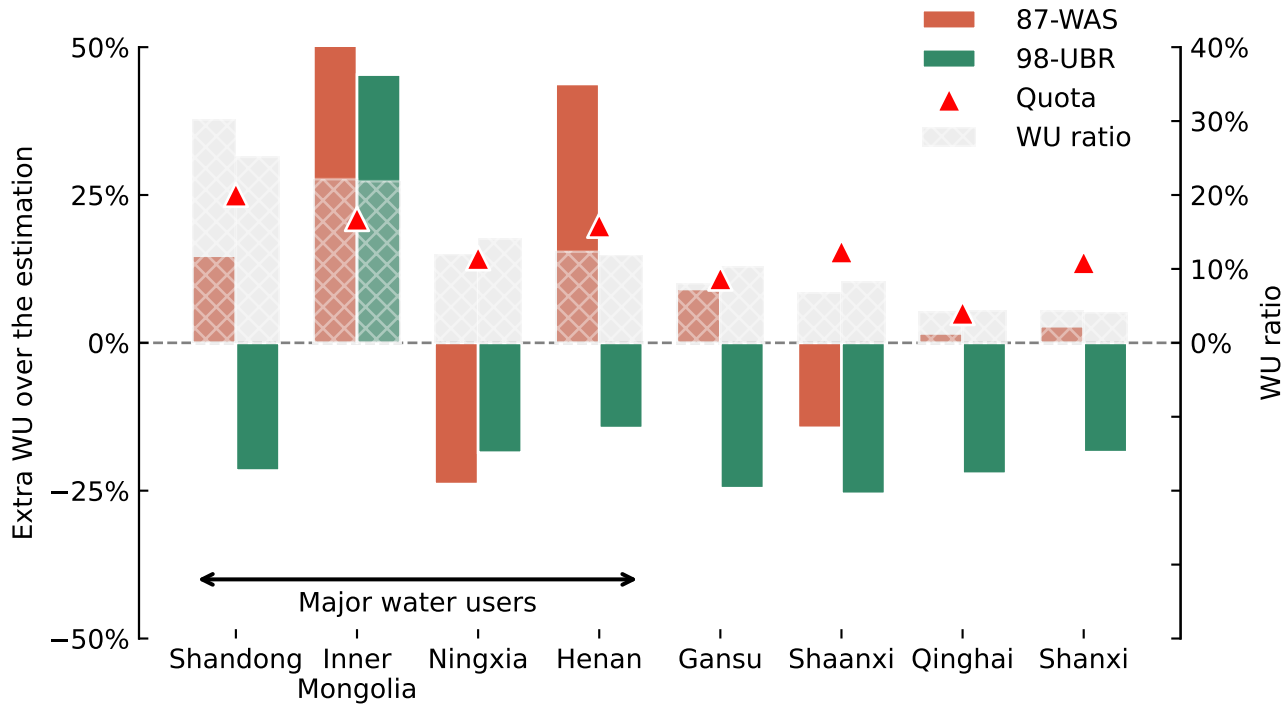 87-WAS
98-UBR
Quota
WU ratio
50%
25%
0%
−25%
−50%
Extra WU over the estimation
40%
30%
20%
10%
0%
WU ratio
Major water users
Shandong
Inner
Mongolia
Ningxia
Henan
Gansu
Shaanxi
Qinghai
Shanxi